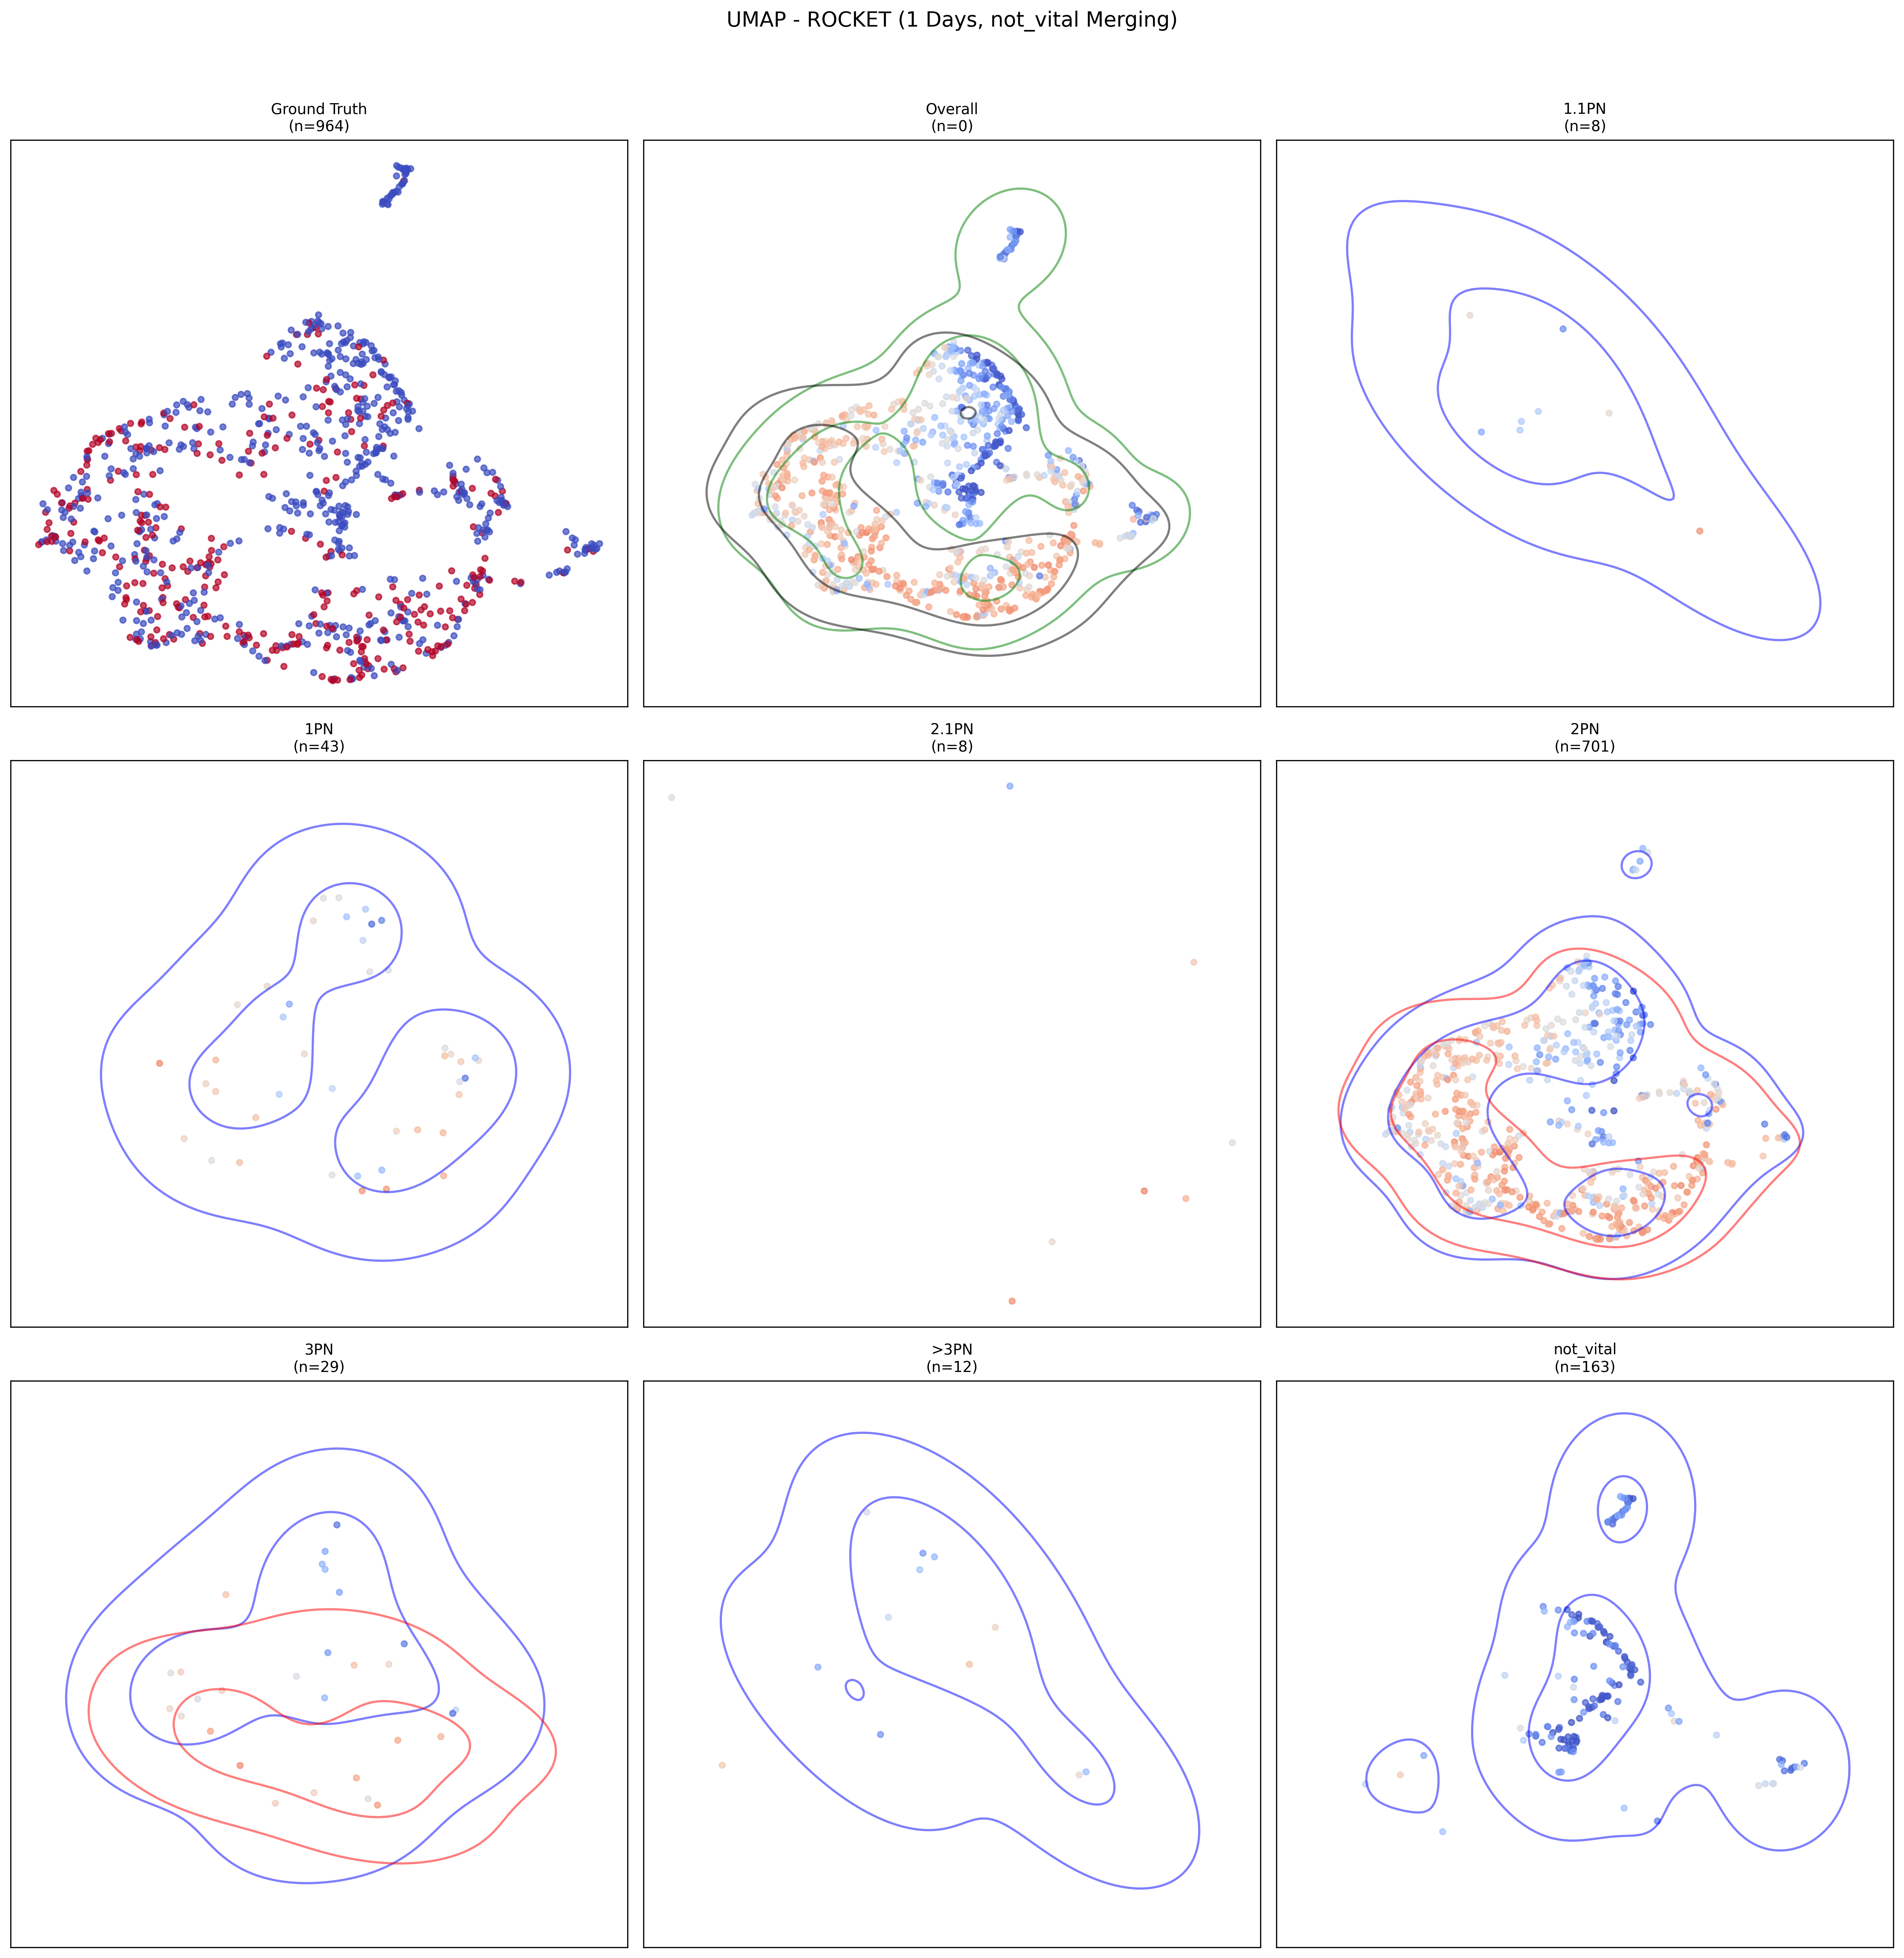 UMAP - ROCKET (1 Days, not_vital Merging)
Ground Truth
(n=964)
Overall
(n=0)
1.1PN
(n=8)
1PN
(n=43)
2.1PN
(n=8)
2PN
(n=701)
3PN
(n=29)
>3PN
(n=12)
not_vital
(n=163)